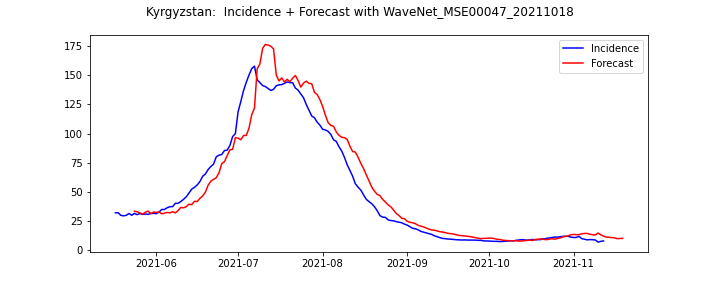 Kyrgyzstan:  Incidence + Forecast with WaveNet_MSE00047_20211018
Incidence
Forecast
175
150
125
100
75
50
25
0
2021-06 2021-07 2021-08 2021-09 2021-10 2021-11